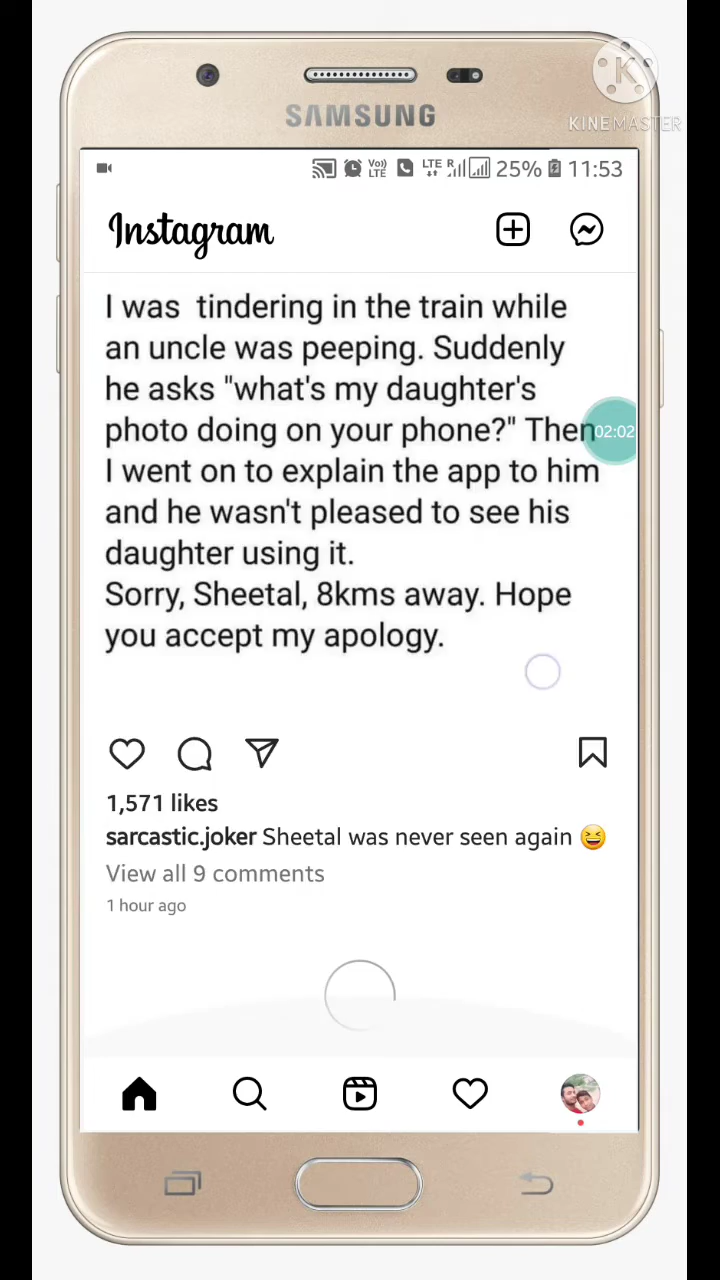 K
KINEMASTER
SAMSUNG
Vo))
LTE
LTE R 25% 11:53
Instagram
I was tindering in the train while
an uncle was peeping. Suddenly
he asks "what's my daughter's
photo doing on your phone?" Then
02:02
I went on to explain the app to him
and he wasn't pleased to see his
daughter using it.
Sorry, Sheetal, 8kms away. Hope
you accept my apology.
1,571 likes
sarcastic.joker Sheetal was never seen again 😆
View all 9 comments
1 hour ago